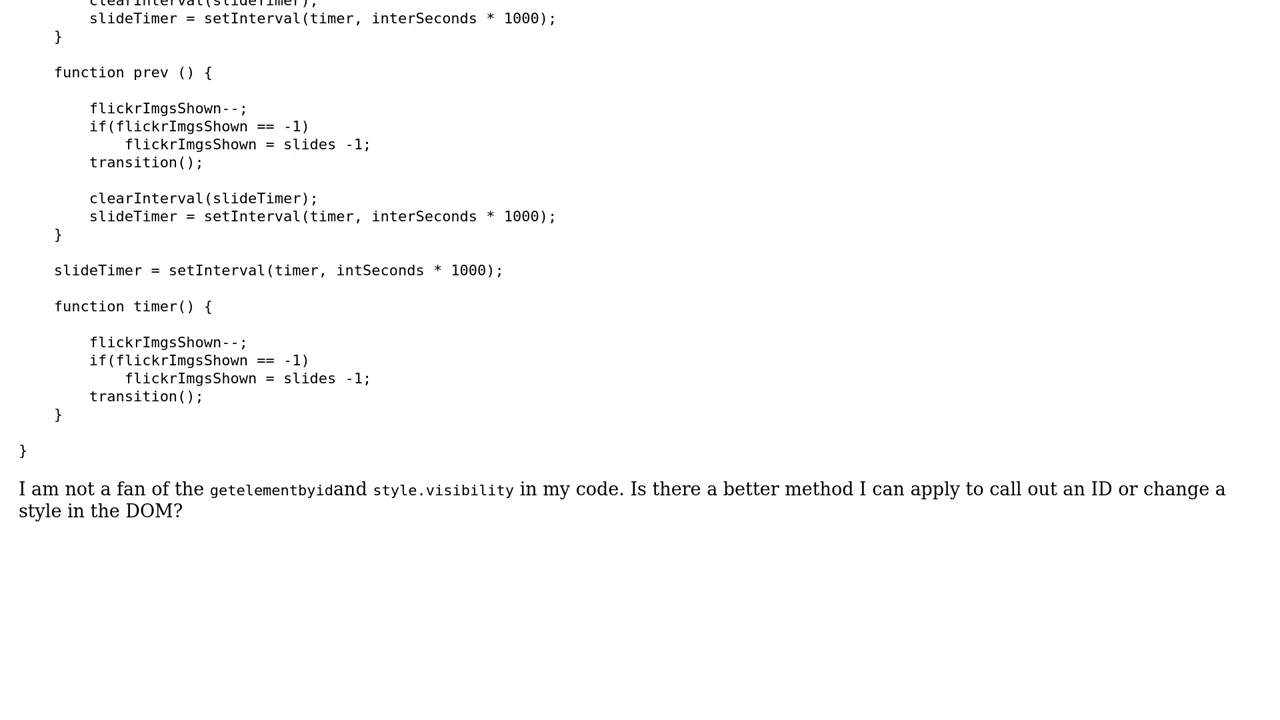 clearInterval(slideTimer);
slideTimer = setInterval(timer, interSeconds * 1000);
}
function prev () {
flickrImgsShown--;
if(flickrImgsShown == -1)
flickrImgsShown = slides -1;
transition();
clearInterval(slideTimer);
slideTimer = setInterval(timer, interSeconds * 1000);
}
slideTimer = setInterval(timer, intSeconds * 1000);
function timer() {
flickrImgsShown--;
if(flickrImgsShown == -1)
flickrImgsShown = slides -1;
transition();
}
}
I am not a fan of the getelementbyidand style.visibility in my code. Is there a better method I can apply to call out an ID or change a
style in the DOM?